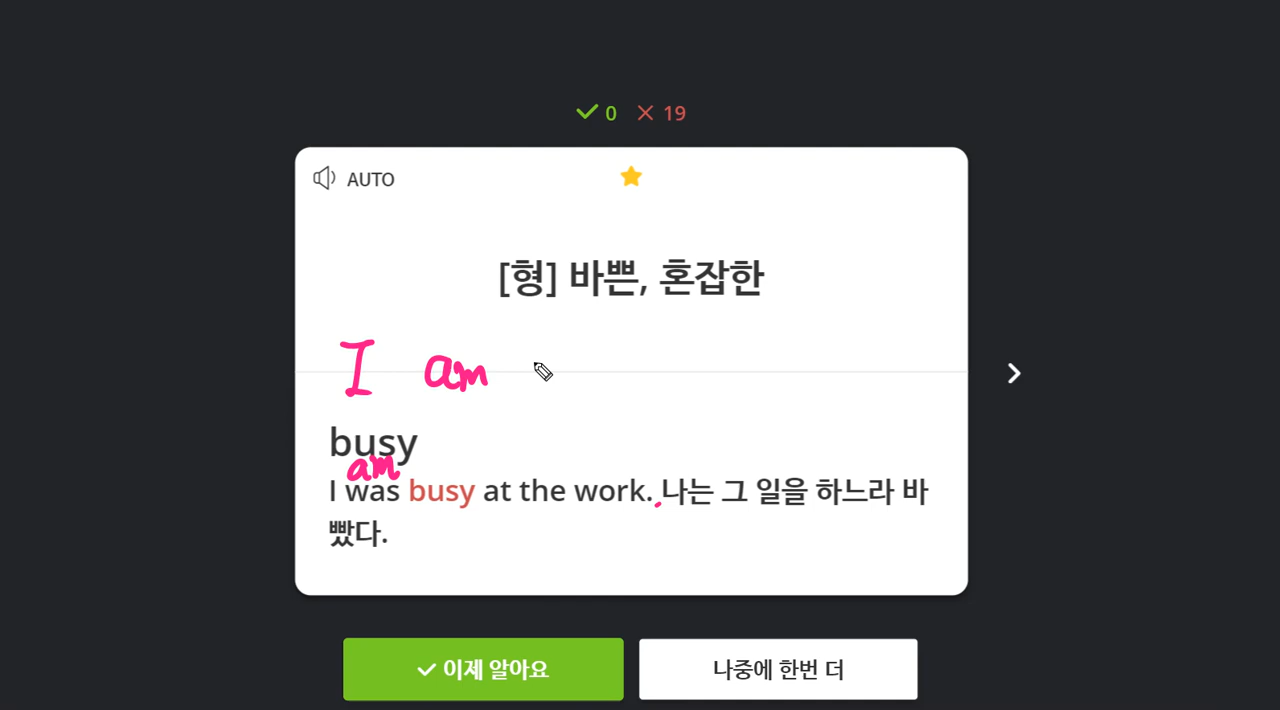 0 19
AUTO
[형] 바쁜, 혼잡한
I am
busy
am
I was busy at the work. 나는 그 일을 하느라 바
빴다.
이제 알아요
나중에 한번 더